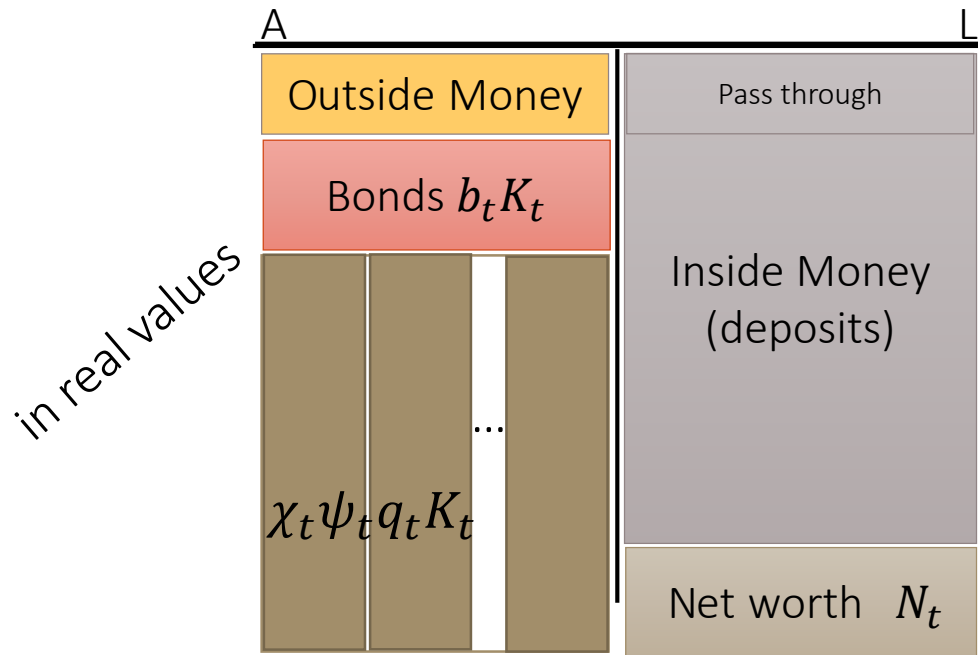 A
L
Outside Money
Pass through
Bonds $b_t K_t$
Inside Money
(deposits)
in real values
...
$\chi_t \psi_t q_t K_t$
Net worth $N_t$